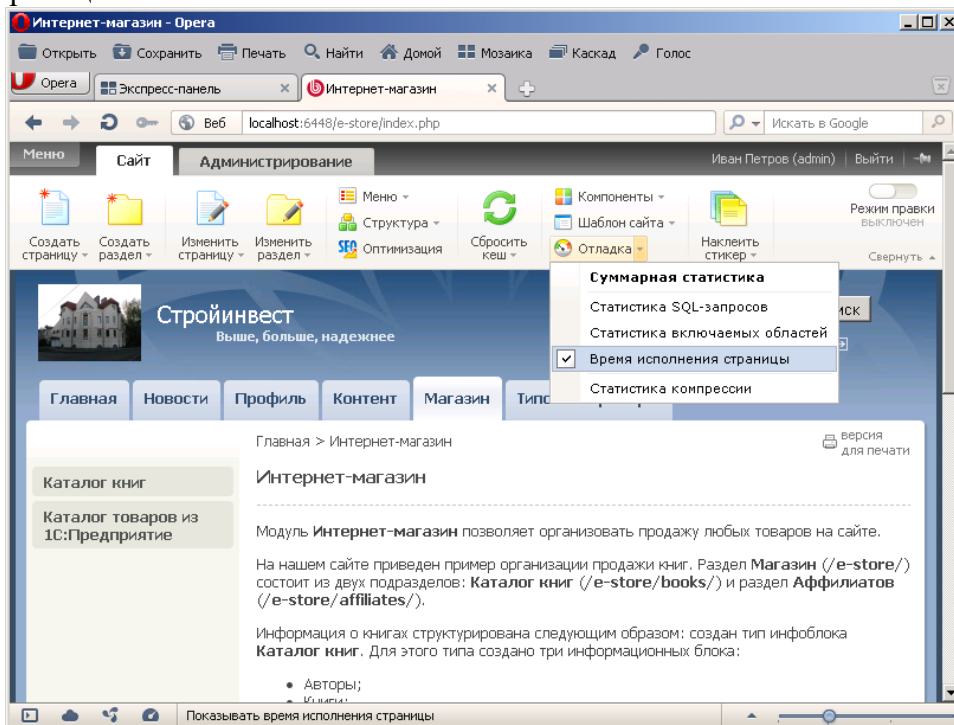 Интернет-магазин - Opera
Открыть Сохранить Печать Найти Домой Мозаика Каскад Голос
Opera Экспресс-панель Интернет-магазин
Веб localhost:6448/e-store/index.php Искать в Google
Меню Сайт Администрирование Иван Петров (admin) Выйти
Создать страницу
Создать раздел
Изменить страницу
Изменить раздел
Меню
Структура
Оптимизация
Сбросить кеш
Компоненты
Шаблон сайта
Отладка
Наклеить стикер
Режим правки
выключен
Свернуть
Суммарная статистика
Статистика SQL-запросов
Статистика включаемых областей
Время исполнения страницы
Статистика компрессии
Стройинвест
Выше, больше, надежнее
Главная Новости Профиль Контент Магазин
Главная > Интернет-магазин
версия
для печати
Каталог книг
Каталог товаров из
1С:Предприятие
Интернет-магазин
Модуль Интернет-магазин позволяет организовать продажу любых товаров на сайте.
На нашем сайте приведен пример организации продажи книг. Раздел Магазин (/e-store/)
состоит из двух подразделов: Каталог книг (/e-store/books/) и раздел Аффилиатов
(/e-store/affiliates/).
Информация о книгах структурирована следующим образом: создан тип инфоблока
Каталог книг. Для этого типа создано три информационных блока:
• Авторы;
Показывать время исполнения страницы